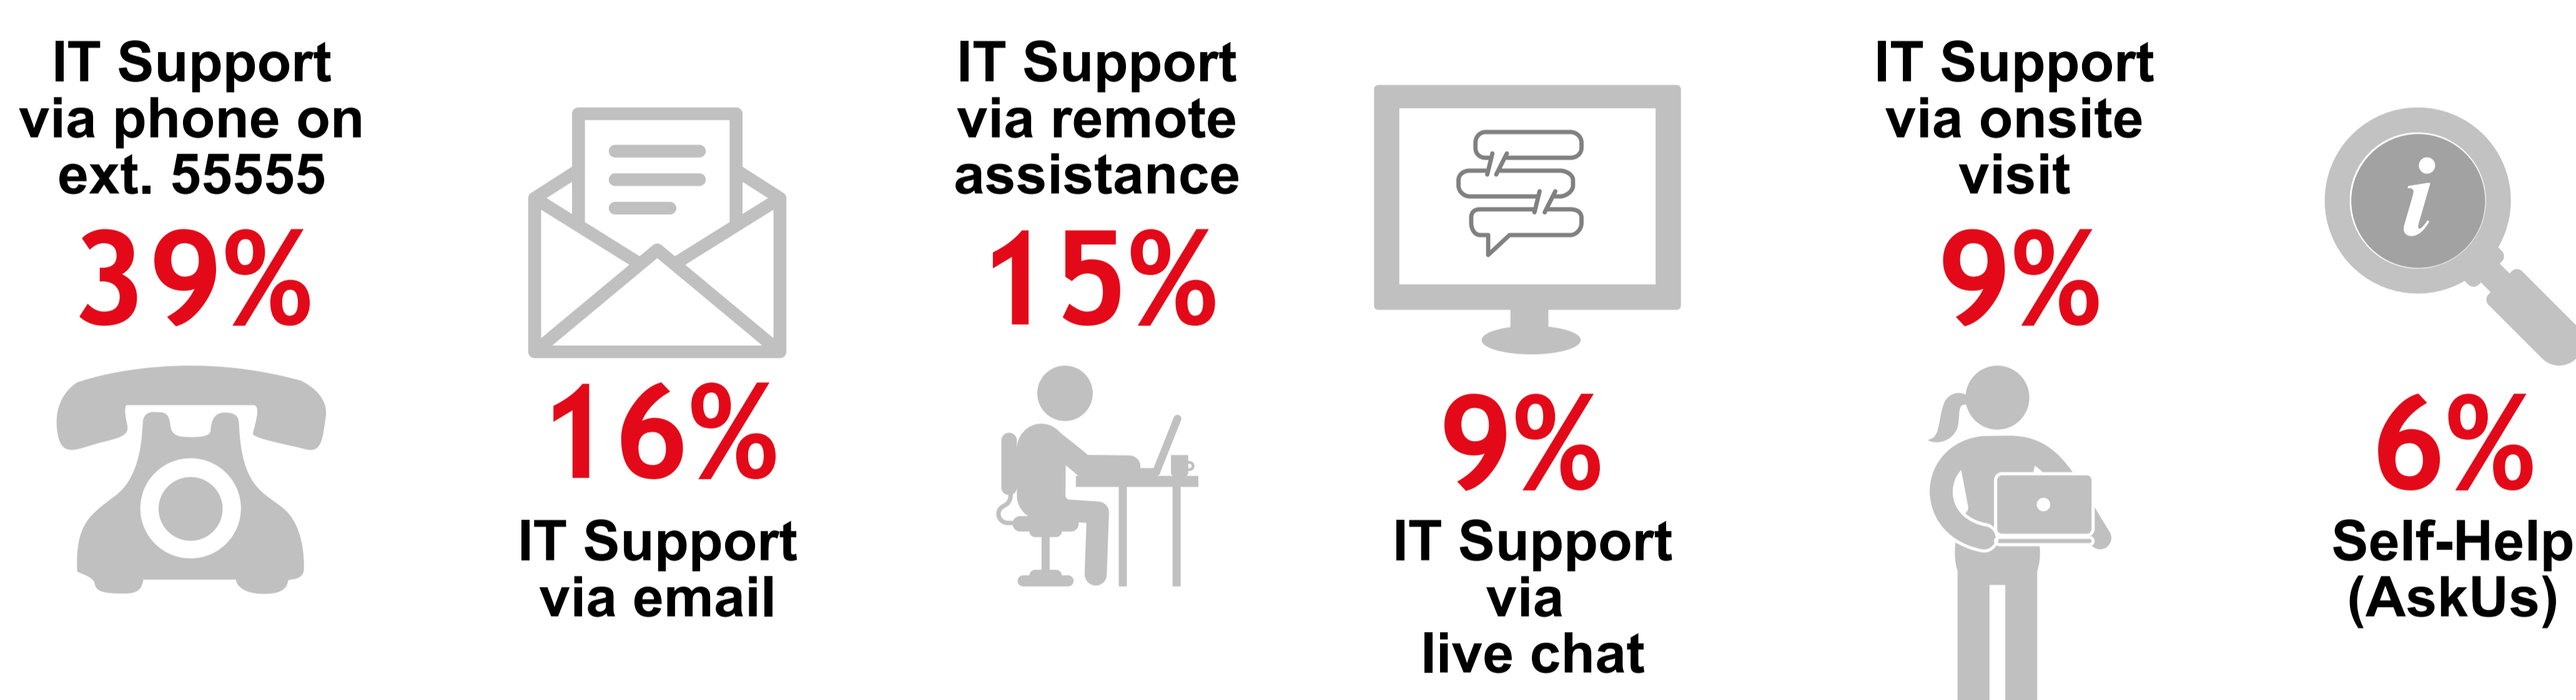 IT Support
via phone on
ext. 55555
39%
16%
IT Support
via email
IT Support
via remote
assistance
15%
9%
IT Support
via
live chat
IT Support
via onsite
visit
9%
i
6%
Self-Help
(AskUs)